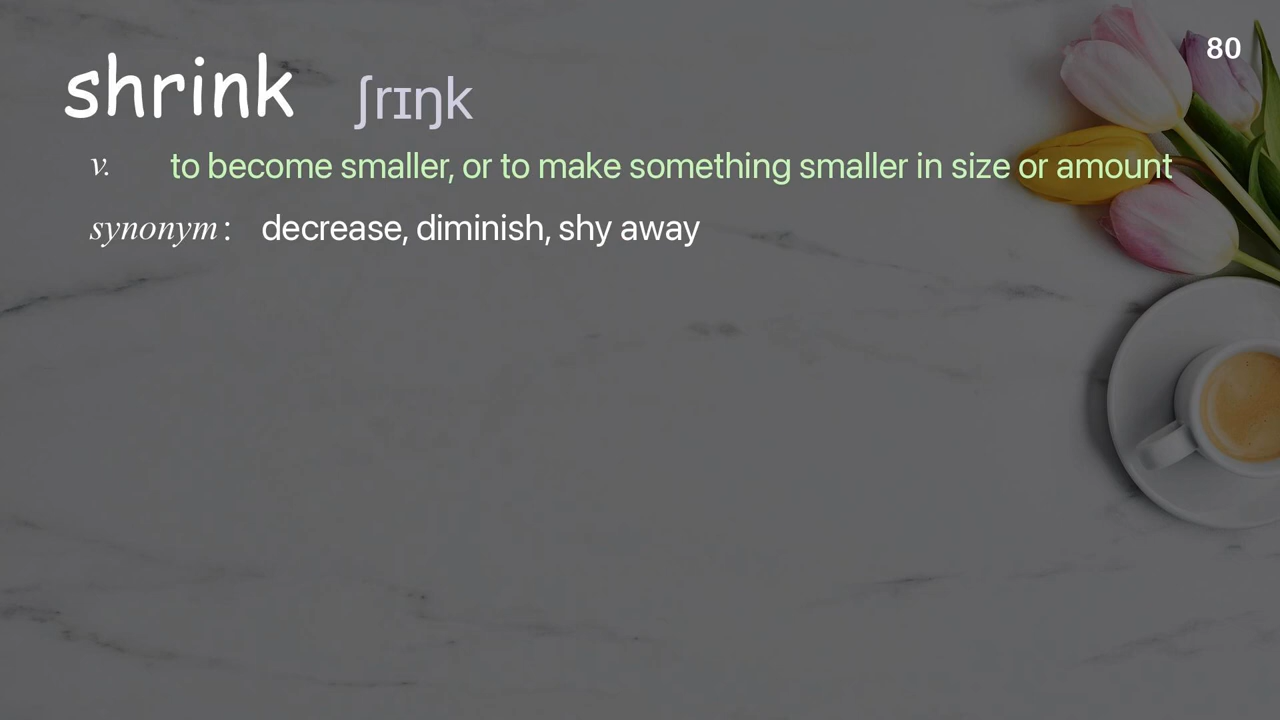 80
shrink ʃrɪŋk
v. to become smaller, or to make something smaller in size or amount
synonym : decrease, diminish, shy away